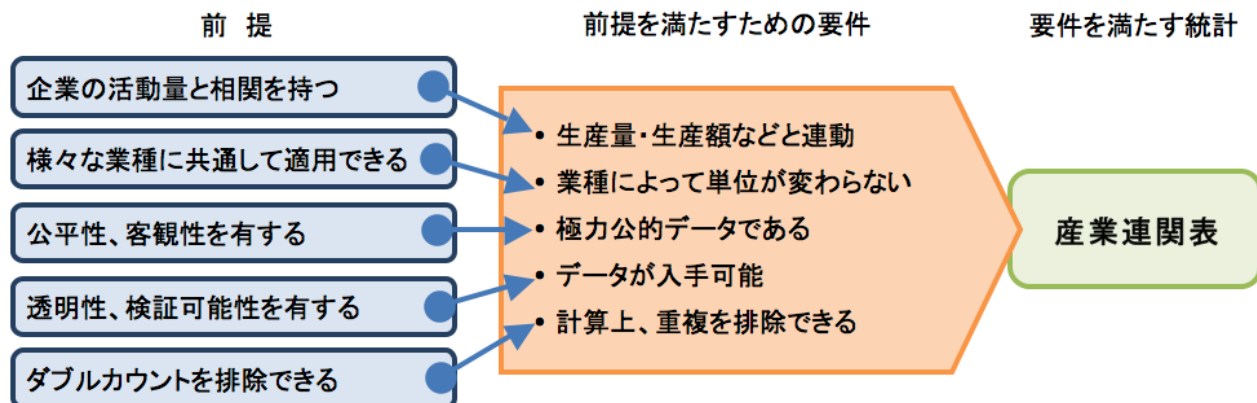 前 提
前提を満たすための要件
要件を満たす統計
企業の活動量と相関を持つ
様々な業種に共通して適用できる
公平性、客観性を有する
透明性、検証可能性を有する
ダブルカウントを排除できる
• 生産量・生産額などと連動
• 業種によって単位が変わらない
• 極力公的データである
• データが入手可能
• 計算上、重複を排除できる
産業連関表